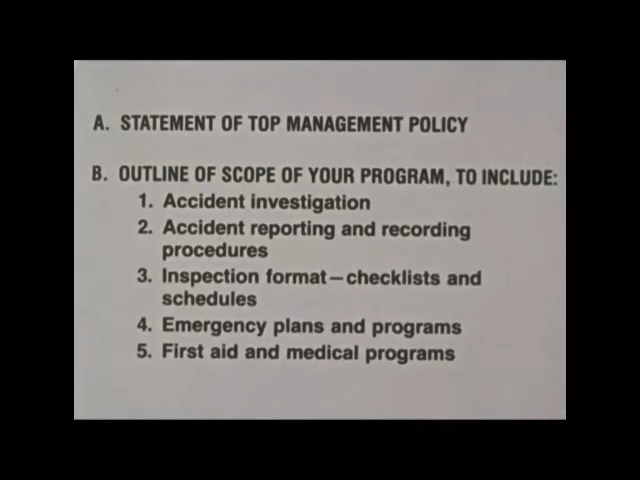 A. STATEMENT OF TOP MANAGEMENT POLICY
B. OUTLINE OF SCOPE OF YOUR PROGRAM, TO INCLUDE:
1. Accident investigation
2. Accident reporting and recording
procedures
3. Inspection format—checklists and
schedules
4. Emergency plans and programs
5. First aid and medical programs